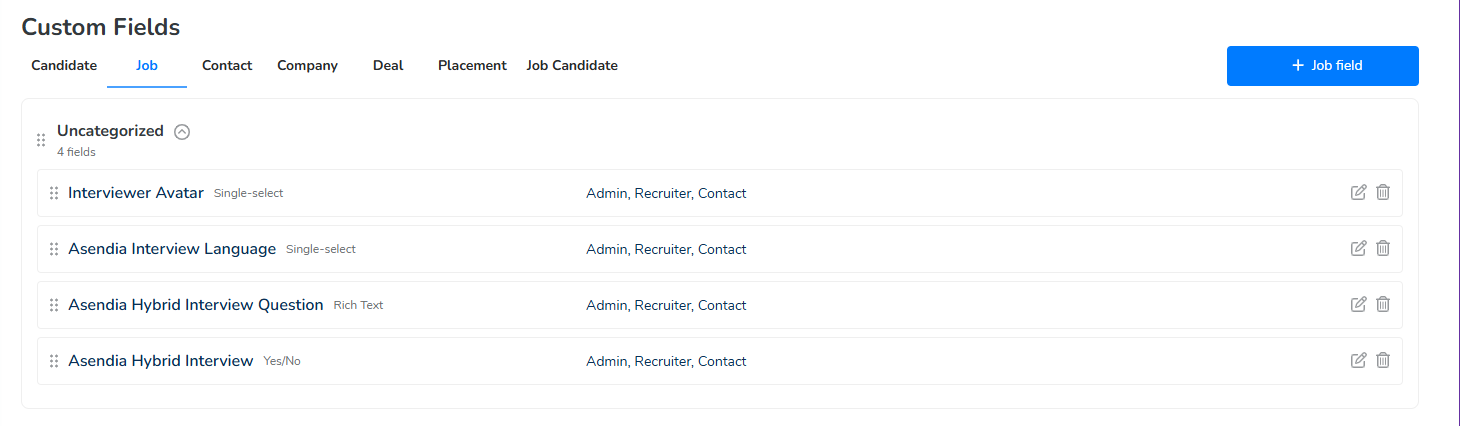 Custom Fields
Candidate Job Contact Company Deal Placement Job Candidate
+ Job field
Uncategorized
4 fields
Interviewer Avatar Single-select Admin, Recruiter, Contact
Asendia Interview Language Single-select Admin, Recruiter, Contact
Asendia Hybrid Interview Question Rich Text Admin, Recruiter, Contact
Asendia Hybrid Interview Yes/No Admin, Recruiter, Contact